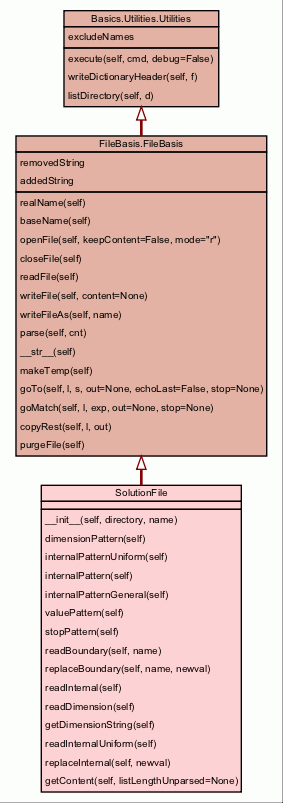 Basics.Utilities.Utilities
excludeNames
execute(self, cmd, debug=False)
writeDictionaryHeader(self, f)
listDirectory(self, d)
FileBasis.FileBasis
removedString
addedString
realName(self)
baseName(self)
openFile(self, keepContent=False, mode="r")
closeFile(self)
readFile(self)
writeFile(self, content=None)
writeFileAs(self, name)
parse(self, cnt)
__str__(self)
makeTemp(self)
goTo(self, l, s, out=None, echoLast=False, stop=None)
goMatch(self, l, exp, out=None, stop=None)
copyRest(self, l, out)
purgeFile(self)
SolutionFile
__init__(self, directory, name)
dimensionPattern(self)
internalPatternUniform(self)
internalPattern(self)
internalPatternGeneral(self)
valuePattern(self)
stopPattern(self)
readBoundary(self, name)
replaceBoundary(self, name, newval)
readInternal(self)
readDimension(self)
getDimensionString(self)
readInternalUniform(self)
replaceInternal(self, newval)
getContent(self, listLengthUnparsed=None)